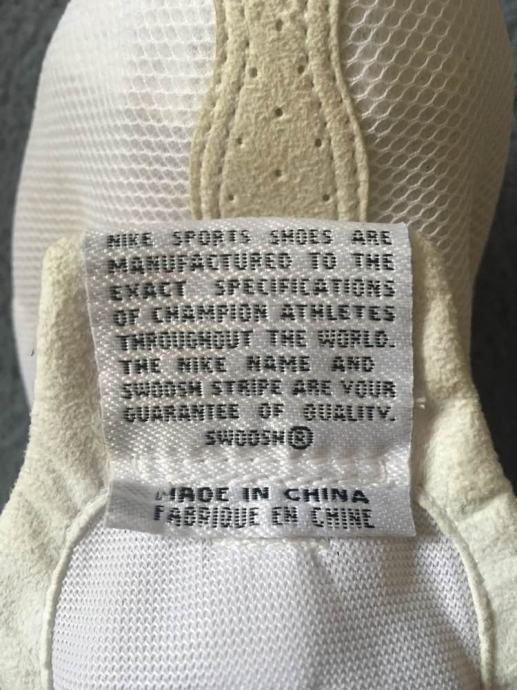 NIKE SPORTS SHOES ARE
MANUFACTURED TO THE
EXACT SPECIFICATIONS
OF CHAMPION ATHLETES
THROUGHOUT THE WORLD.
THE NIKE NAME AND
SWOOSH STRIPE ARE YOUR
GUARANTEE OF QUALITY.
SWOOSH®
MADE IN CHINA
FABRIQUE EN CHINE